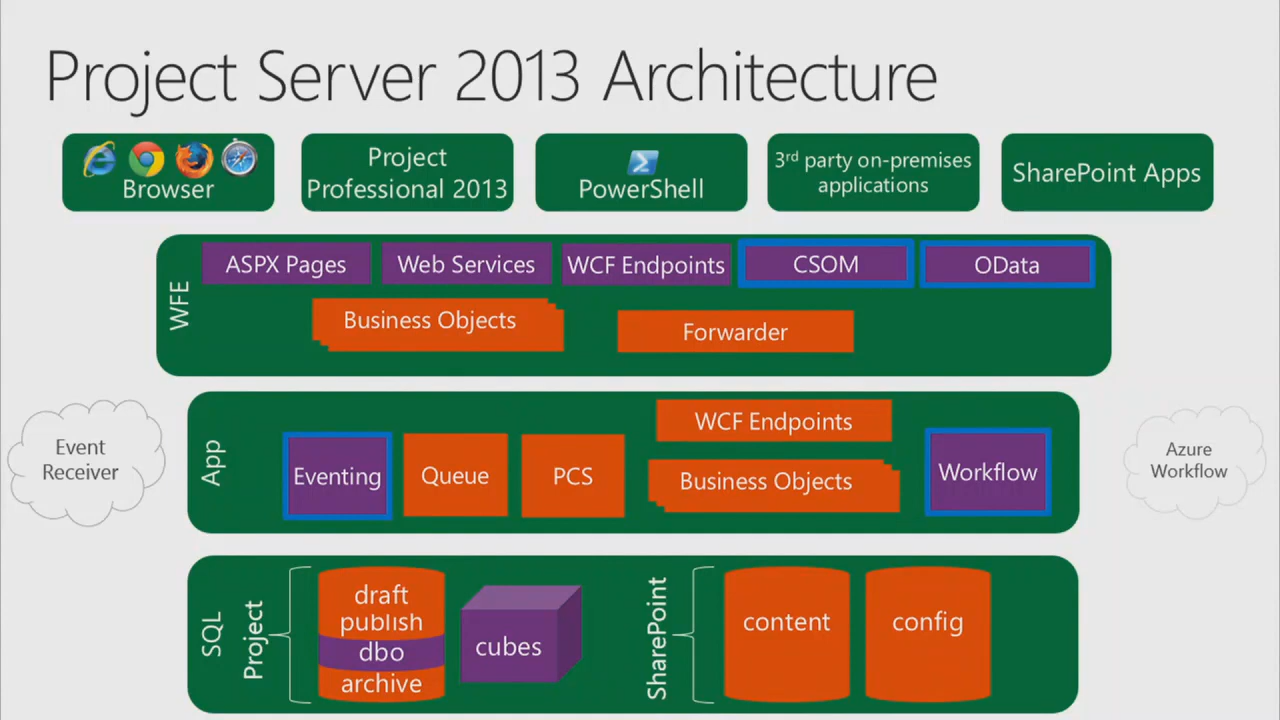 Project Server 2013 Architecture
Browser
Project
Professional 2013
PowerShell
3rd party on-premises
applications
SharePoint Apps
WFE
ASPX Pages
Web Services
WCF Endpoints
CSOM
OData
Business Objects
Forwarder
Event
Receiver
App
Eventing
Queue
PCS
WCF Endpoints
Business Objects
Workflow
Azure
Workflow
SQL
Project
draft
publish
dbo
archive
cubes
SharePoint
content
config